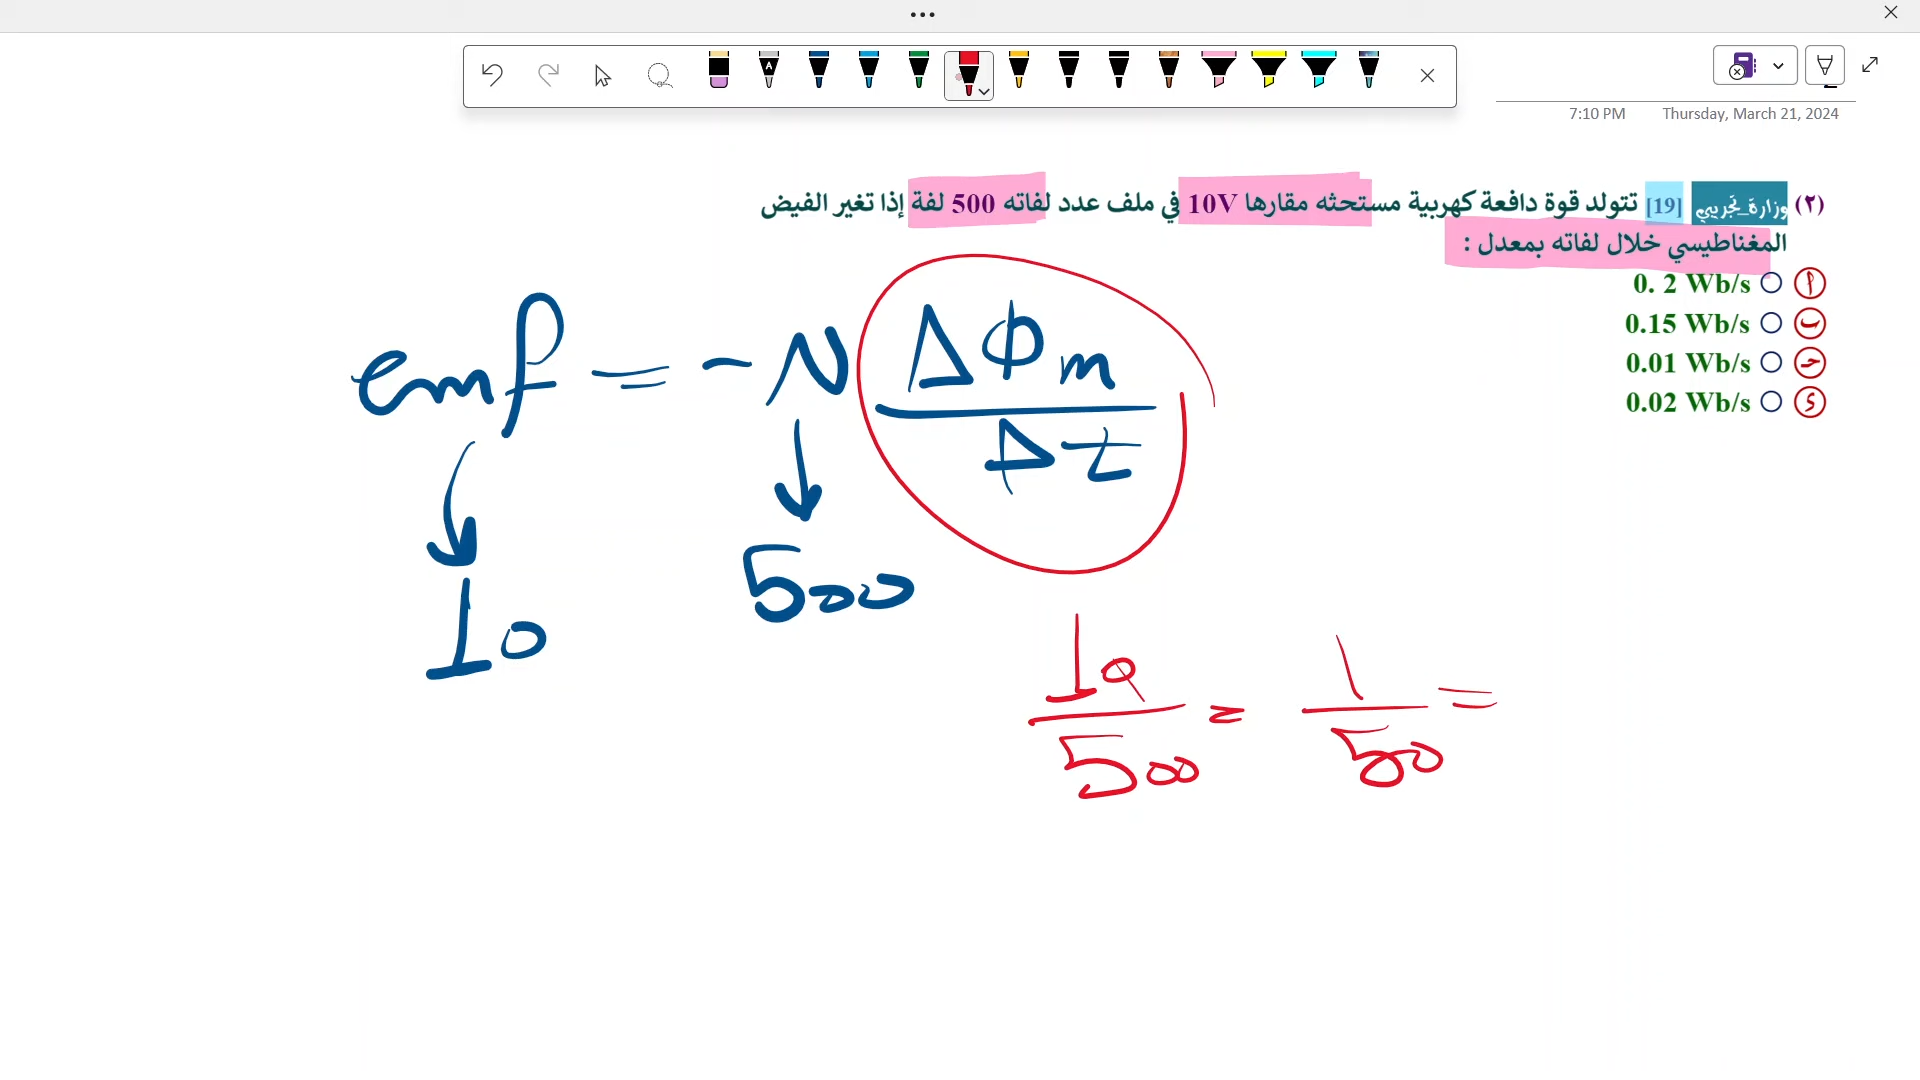 7:10 PM Thursday, March 21, 2024
(٢) وزارة_تجريبي [19] تتولد قوة دافعة كهربية مستحثه مقارها 10V في ملف عدد لفاته 500 لفة إذا تغير الفيض
المغناطيسي خلال لفاته بمعدل :
أ 0. 2 Wb/s
ب 0.15 Wb/s
ج 0.01 Wb/s
د 0.02 Wb/s
emf = - N ΔΦm / Δt
10
500
10/500 = 1/50 =